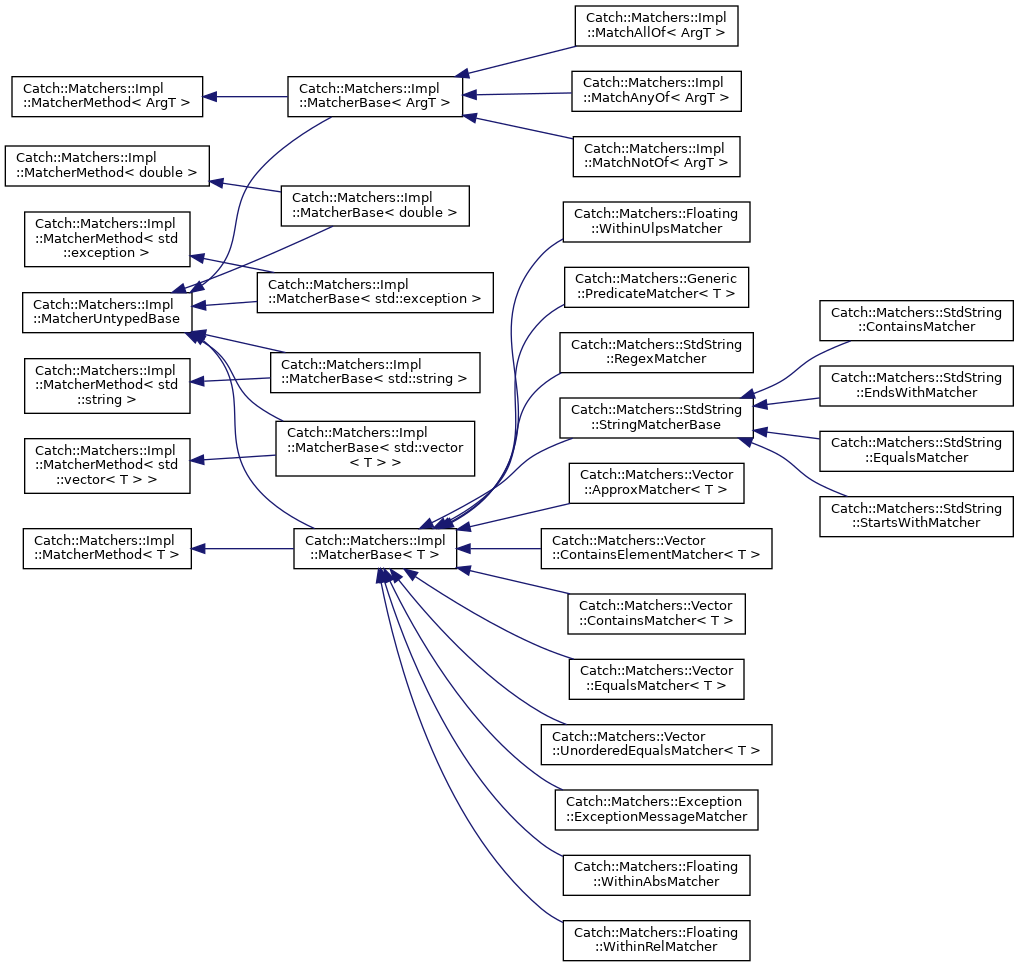 Catch::Matchers::Impl
::MatcherMethod< ArgT >
Catch::Matchers::Impl
::MatcherMethod< double >
Catch::Matchers::Impl
::MatcherMethod< std
::exception >
Catch::Matchers::Impl
::MatcherUntypedBase
Catch::Matchers::Impl
::MatcherMethod< std
::string >
Catch::Matchers::Impl
::MatcherMethod< std
::vector< T > >
Catch::Matchers::Impl
::MatcherMethod< T >
Catch::Matchers::Impl
::MatcherBase< ArgT >
Catch::Matchers::Impl
::MatcherBase< double >
Catch::Matchers::Impl
::MatcherBase< std::exception >
Catch::Matchers::Impl
::MatcherBase< std::string >
Catch::Matchers::Impl
::MatcherBase< std::vector
< T > >
Catch::Matchers::Impl
::MatcherBase< T >
Catch::Matchers::Impl
::MatchAllOf< ArgT >
Catch::Matchers::Impl
::MatchAnyOf< ArgT >
Catch::Matchers::Impl
::MatchNotOf< ArgT >
Catch::Matchers::Floating
::WithinUlpsMatcher
Catch::Matchers::Generic
::PredicateMatcher< T >
Catch::Matchers::StdString
::RegexMatcher
Catch::Matchers::StdString
::StringMatcherBase
Catch::Matchers::Vector
::ApproxMatcher< T >
Catch::Matchers::Vector
::ContainsElementMatcher< T >
Catch::Matchers::Vector
::ContainsMatcher< T >
Catch::Matchers::Vector
::EqualsMatcher< T >
Catch::Matchers::Vector
::UnorderedEqualsMatcher< T >
Catch::Matchers::Exception
::ExceptionMessageMatcher
Catch::Matchers::Floating
::WithinAbsMatcher
Catch::Matchers::Floating
::WithinRelMatcher
Catch::Matchers::StdString
::ContainsMatcher
Catch::Matchers::StdString
::EndsWithMatcher
Catch::Matchers::StdString
::EqualsMatcher
Catch::Matchers::StdString
::StartsWithMatcher